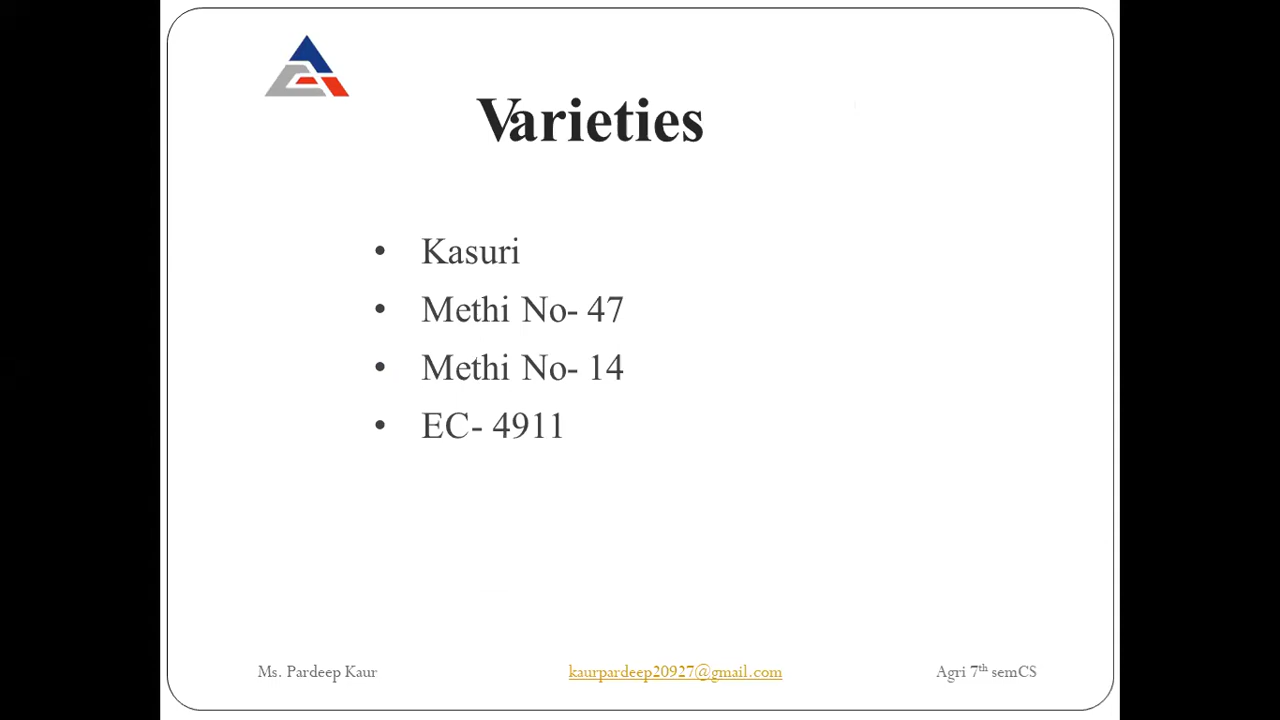 Varieties
• Kasuri
• Methi No- 47
• Methi No- 14
• EC- 4911
Ms. Pardeep Kaur kaurpardeep20927@gmail.com Agri 7th semCS